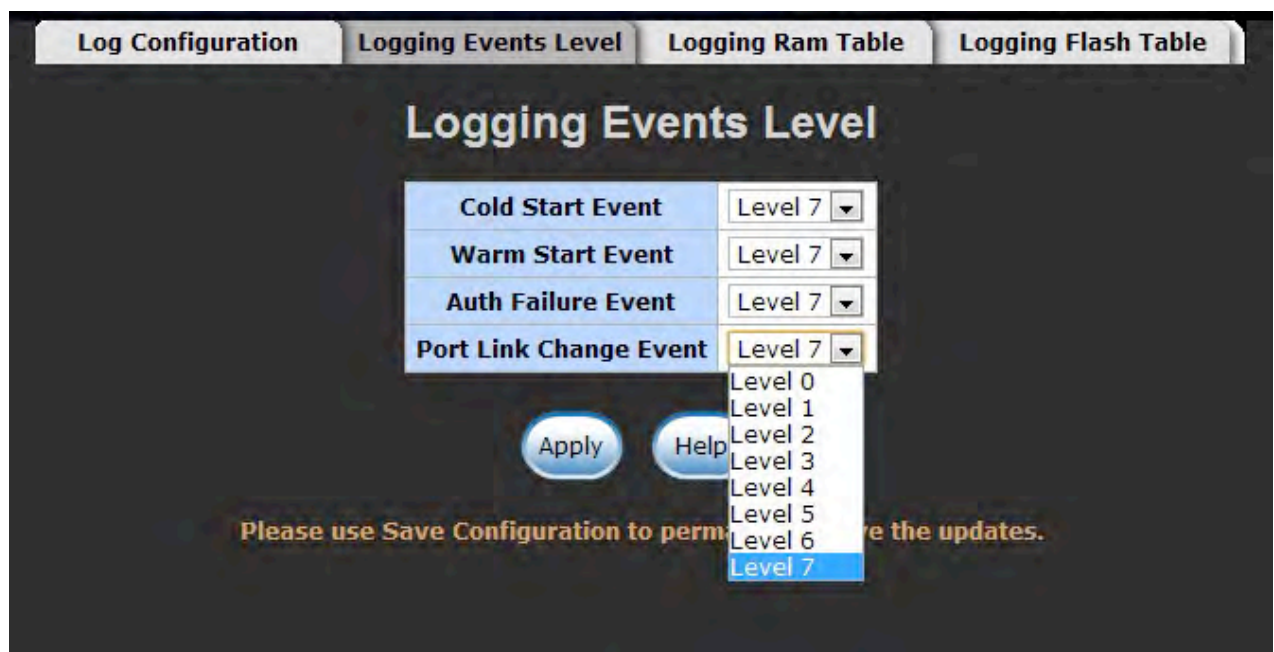 Log Configuration Logging Events Level Logging Ram Table Logging Flash Table
Logging Events Level
Cold Start Event Level 7
Warm Start Event Level 7
Auth Failure Event Level 7
Port Link Change Event Level 7
Level 0
Level 1
Level 2
Level 3
Level 4
Level 5
Level 6
Level 7
Apply Help
Please use Save Configuration to the updates.